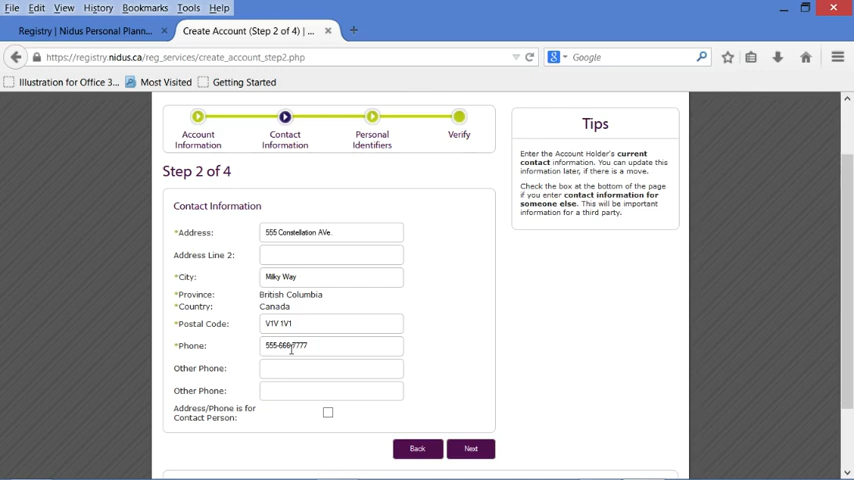 File Edit View History Bookmarks Tools Help
Registry | Nidus Personal Plann... × Create Account (Step 2 of 4) | ... ×
https://registry.nidus.ca/reg_services/create_account_step2.php
Google
Illustration for Office 3... Most Visited Getting Started
Account Information
Contact Information
Personal Identifiers
Verify
Step 2 of 4
Contact Information
*Address: 555 Constellation AVe.
Address Line 2:
*City: Milky Way
*Province: British Columbia
*Country: Canada
*Postal Code: V1V 1V1
*Phone: 555-666-7777
Other Phone:
Other Phone:
Address/Phone is for
Contact Person:
Back Next
Tips
Enter the Account Holder's current
contact information. You can update this
information later, if there is a move.
Check the box at the bottom of the page
if you enter contact information for
someone else. This will be important
information for a third party.